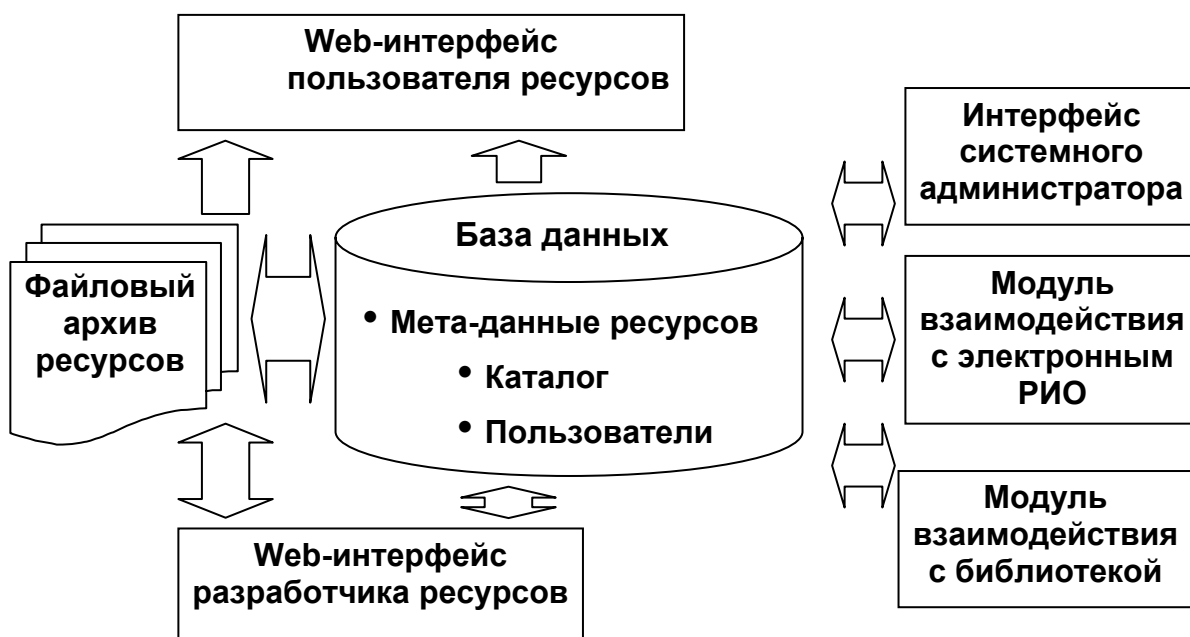 Web-интерфейс
пользователя ресурсов
Интерфейс
системного
администратора
База данных
Файловый
архив
ресурсов
• Мета-данные ресурсов
• Каталог
• Пользователи
Модуль
взаимодействия
с электронным
РИО
Web-интерфейс
разработчика ресурсов
Модуль
взаимодействия
с библиотекой